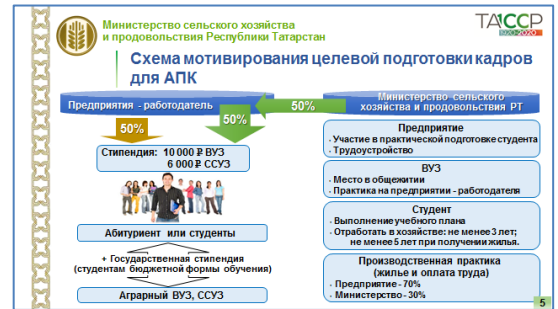 Министерство сельского хозяйства
и продовольствия Республики Татарстан
ТАССР
1920-2020
Схема мотивирования целевой подготовки кадров
для АПК
Предприятия - работодатель
50%
Министерство сельского
хозяйства и продовольствия РТ
50%
50%
Стипендия: 10 000 ₽ ВУЗ
6 000 ₽ ССУЗ
Абитуриент или студенты
+ Государственная стипендия
(студентам бюджетной формы обучения)
Аграрный ВУЗ, ССУЗ
Предприятие
- Участие в практической подготовке студента
- Трудоустройство
ВУЗ
- Место в общежитии
- Практика на предприятии - работодателя
Студент
- Выполнение учебного плана
- Отработать в хозяйстве: не менее 3 лет;
не менее 5 лет при получении жилья.
Производственная практика
(жилье и оплата труда)
- Предприятие - 70%
- Министерство - 30%
5